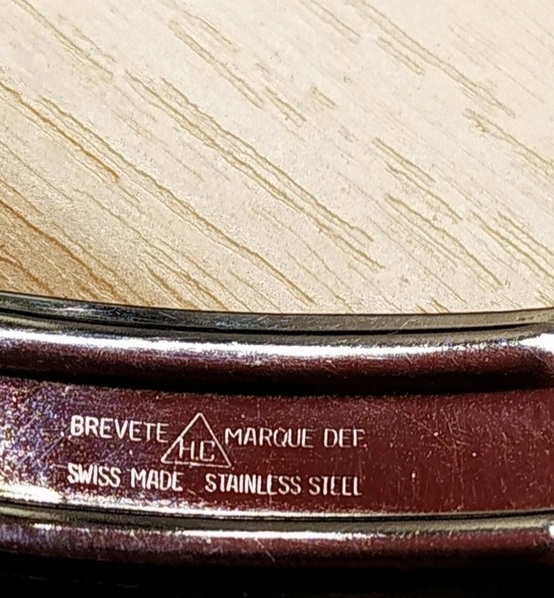 BREVETE H.C MARQUE DEP.
SWISS MADE STAINLESS STEEL